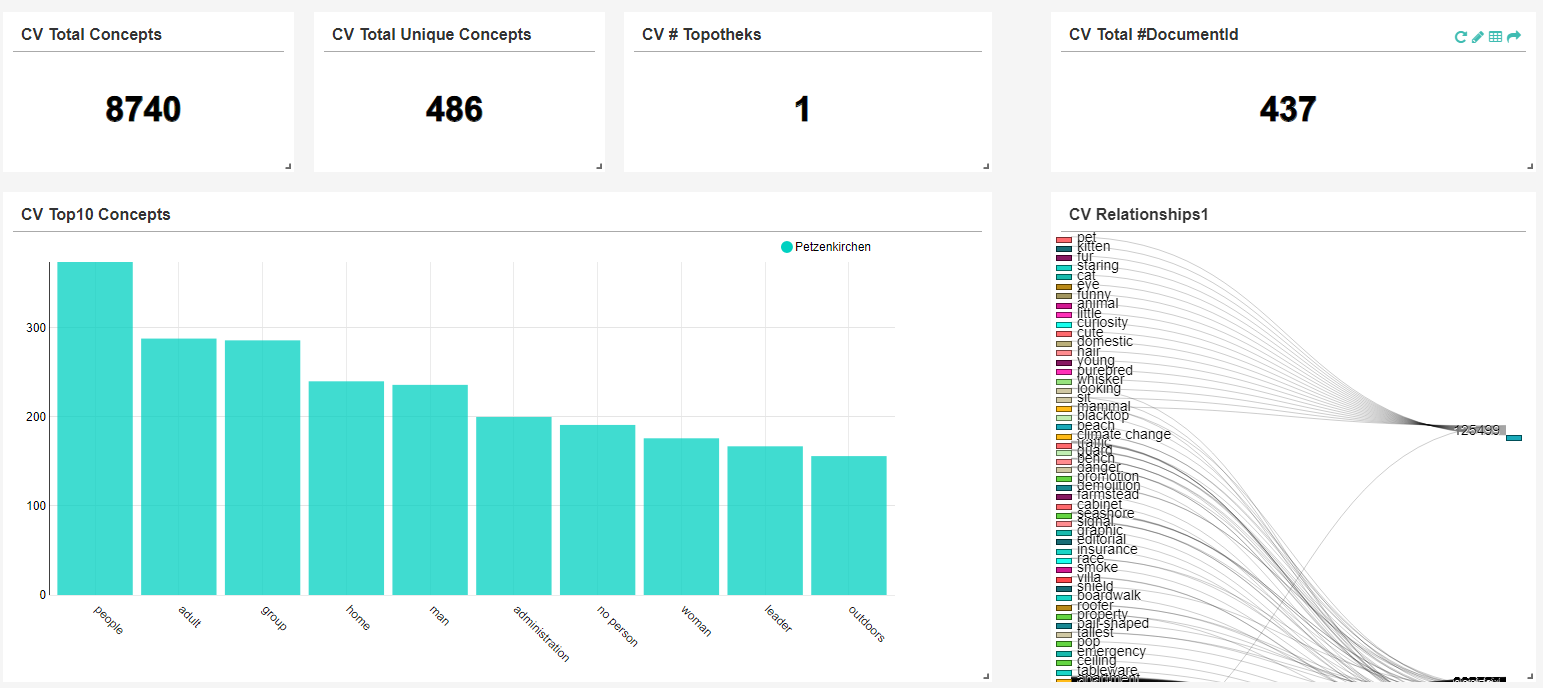 CV Total Concepts
8740
CV Total Unique Concepts
486
CV # Topotheks
1
CV Total #DocumentId
437
CV Top10 Concepts
Petzenkirchen
300
200
100
0
people
adult
group
home
man
administration
no person
woman
leader
outdoors
CV Relationships1
pet
kitten
fur
staring
cat
eye
funny
animal
little
curiosity
cute
domestic
hair
young
purebred
whisker
looking
sit
mammal
blacktop
beach
climate change
traffic
guard
bench
danger
promotion
demolition
farmstead
cabinet
seashore
signal
graphic
editorial
insurance
race
smoke
villa
shield
boardwalk
roofer
property
pair-shaped
tallest
pop
emergency
ceiling
tableware
apartment
125499